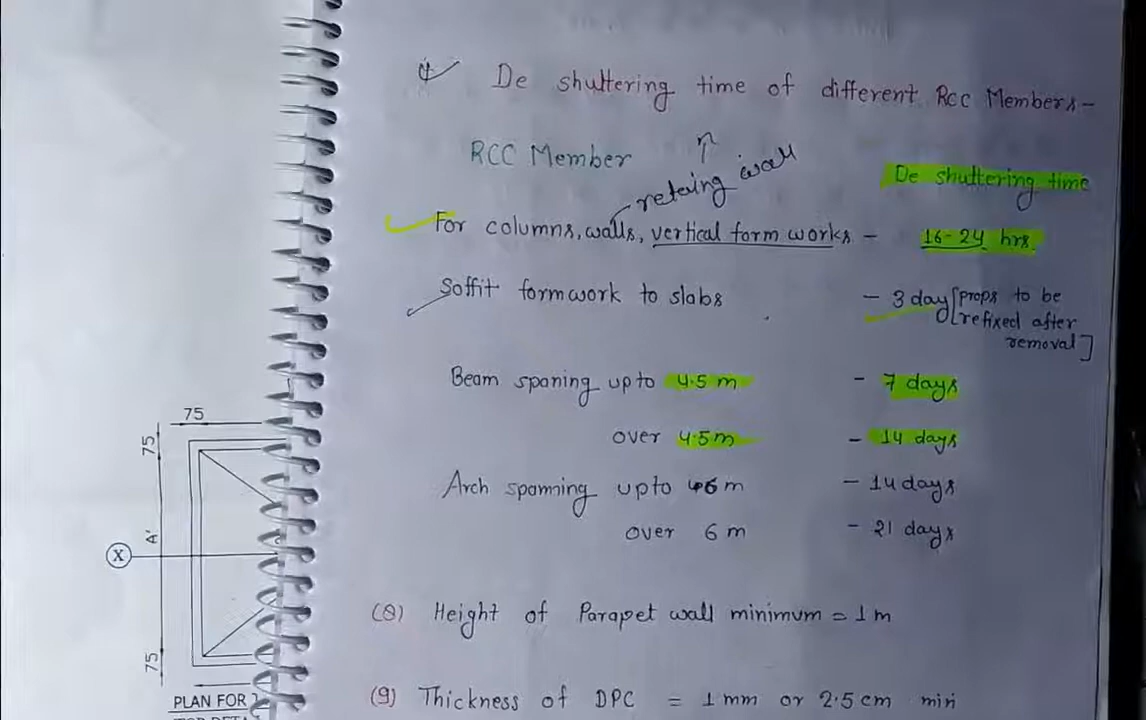 De shuttering time of different Rcc Members-
RCC Member
retaing wall
De shuttering time
For columns, walls, vertical form works - 16-24 hrs.
Soffit formwork to slabs - 3 day [props to be
refixed after
removal]
Beam spaning up to 4.5 m - 7 days
over 4.5m - 14 days
Arch spanning upto 6 m - 14 days
over 6 m - 21 days
(8) Height of Parapet wall minimum = 1 m
(9) Thickness of DPC = 1 mm or 2.5 cm min
75
75
A'
X
75
PLAN FOR